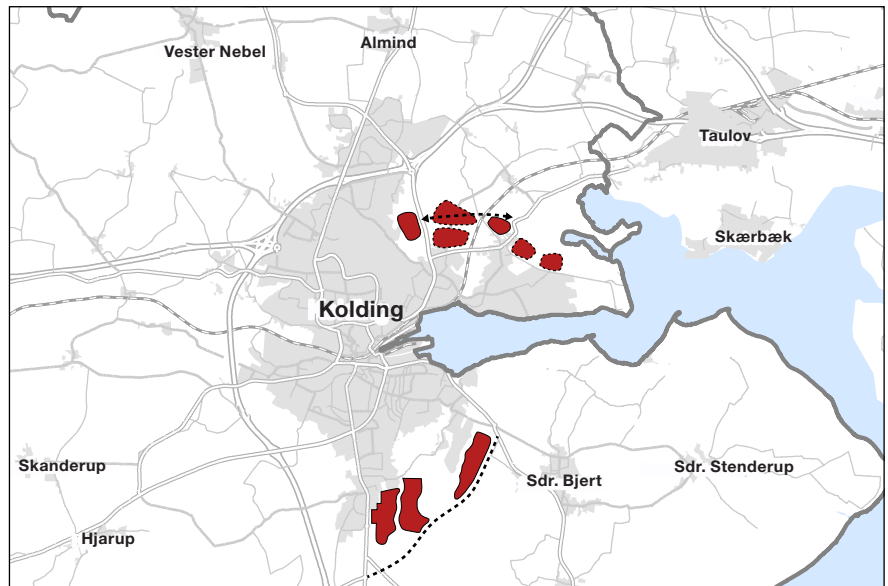 Almind
Vester Nebel
Taulov
Skærbæk
Kolding
Skanderup
Sdr. Stenderup
Sdr. Bjert
Hjarup